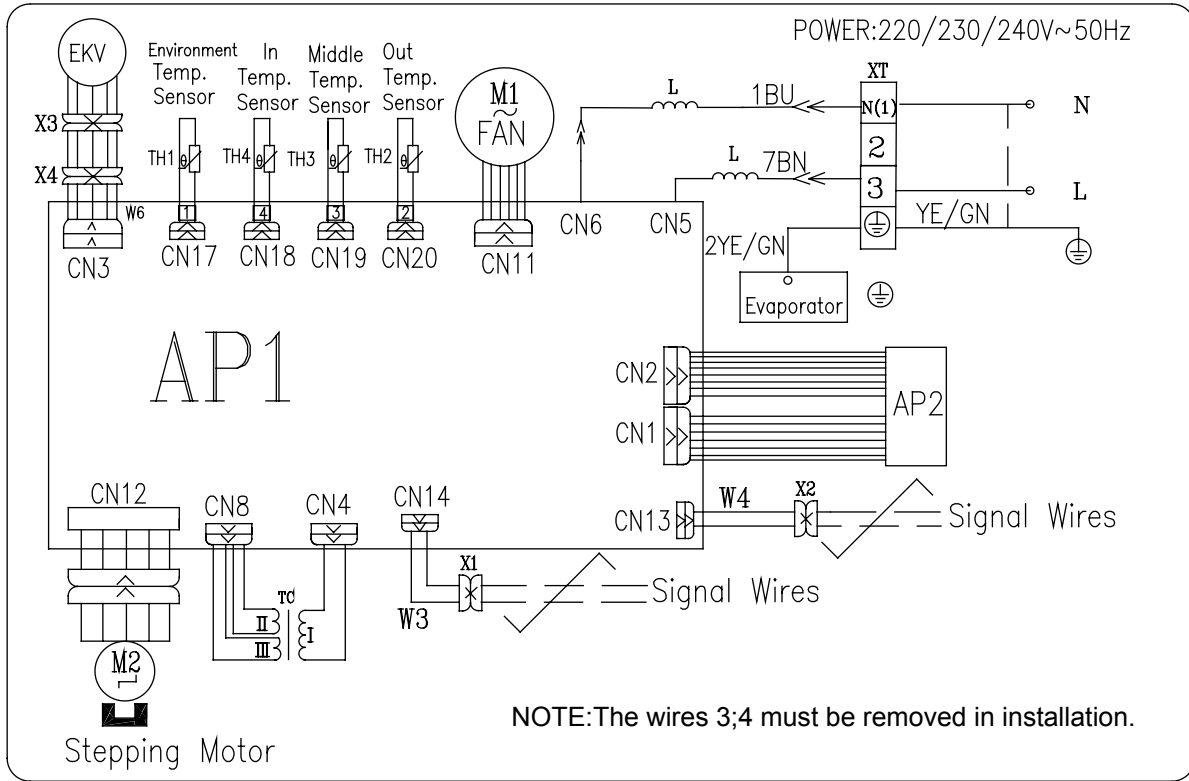 POWER:220/230/240V~50Hz
EKV
Environment
Temp.
Sensor
In
Temp.
Sensor
Middle
Temp.
Sensor
Out
Temp.
Sensor
M1
~
FAN
X3
X4
TH1
θ
TH4
θ
TH3
θ
TH2
θ
W6
1
4
3
2
CN3
CN17
CN18
CN19
CN20
CN11
CN6
CN5
L
1BU
L
7BN
XT
N(1)
2
3
N
L
YE/GN
2YE/GN
Evaporator
AP1
CN2
CN1
AP2
CN13
W4
X2
Signal Wires
CN12
CN8
CN4
CN14
X1
Signal Wires
W3
TC
II
III
I
M2
Stepping Motor
NOTE:The wires 3;4 must be removed in installation.